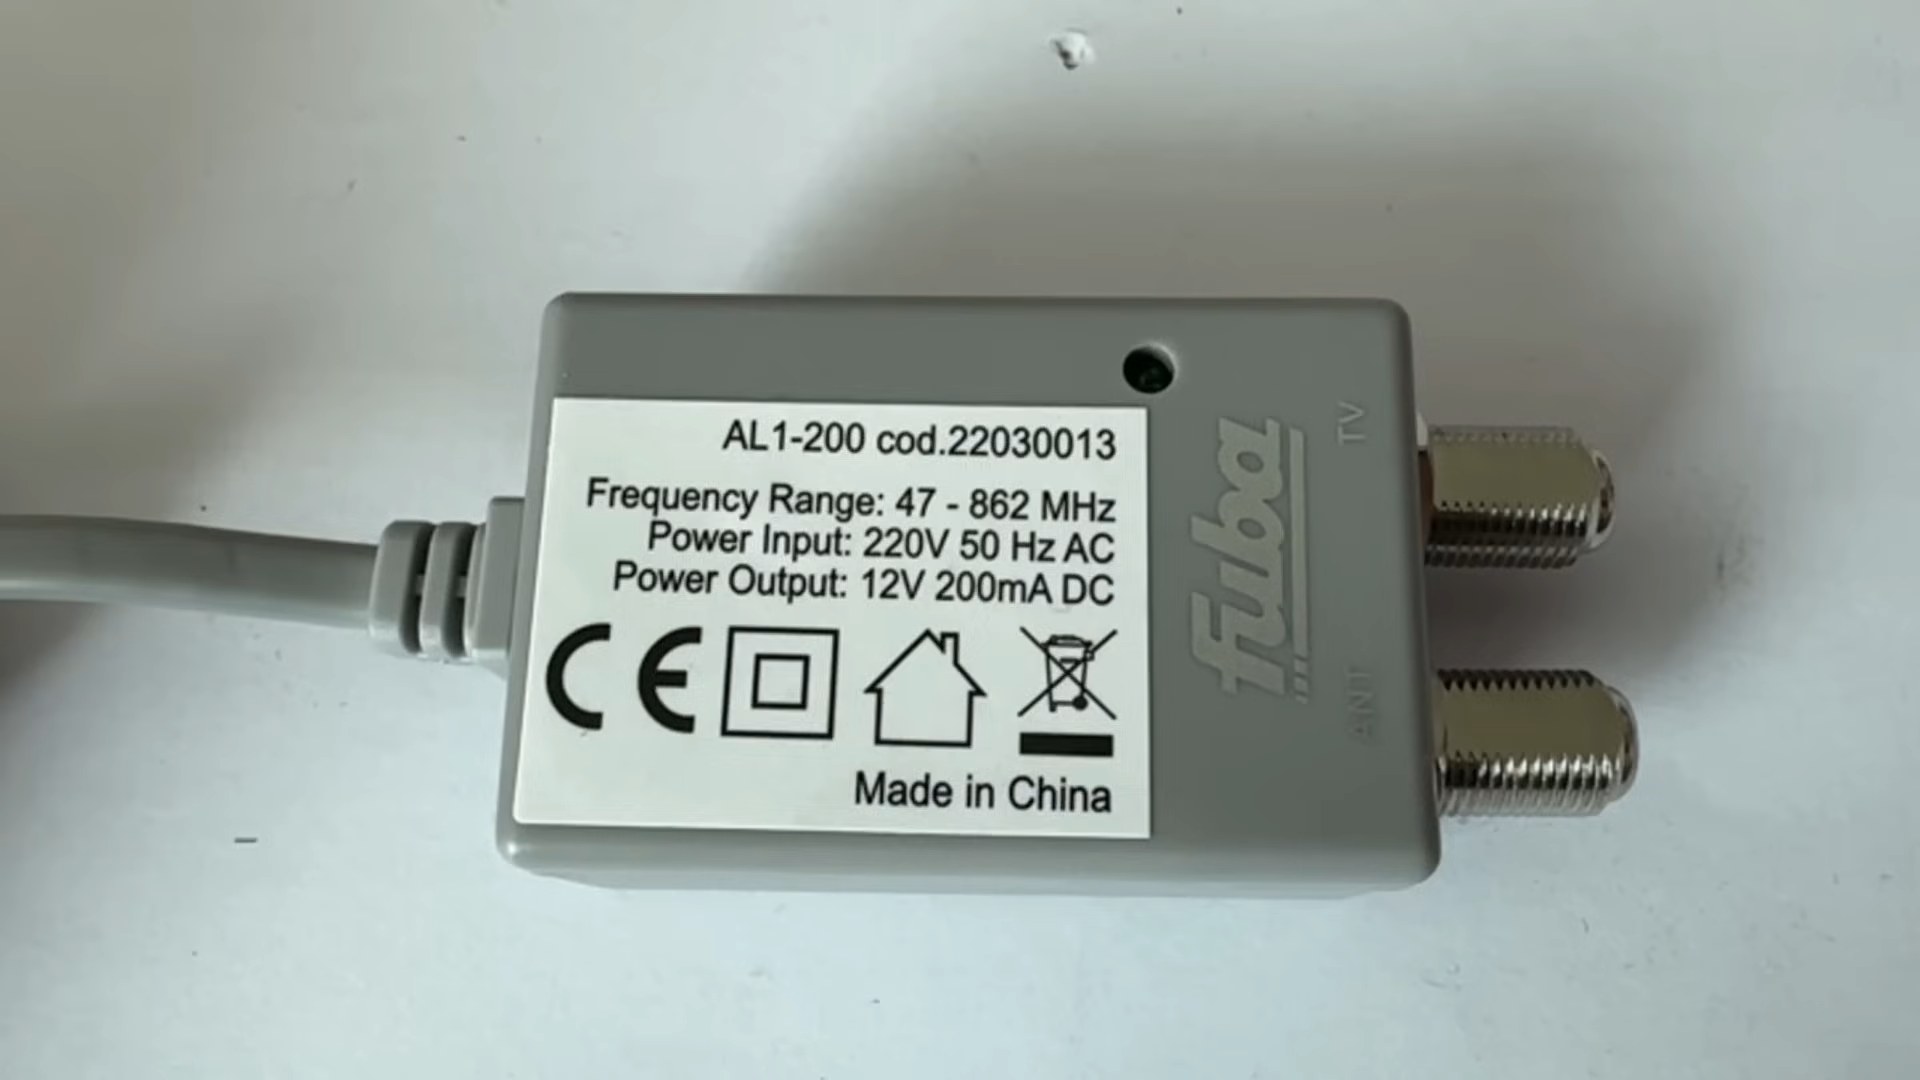 AL1-200 cod.22030013
Frequency Range: 47 - 862 MHz
Power Input: 220V 50 Hz AC
Power Output: 12V 200mA DC
CE
Made in China
fuba
TV
ANT